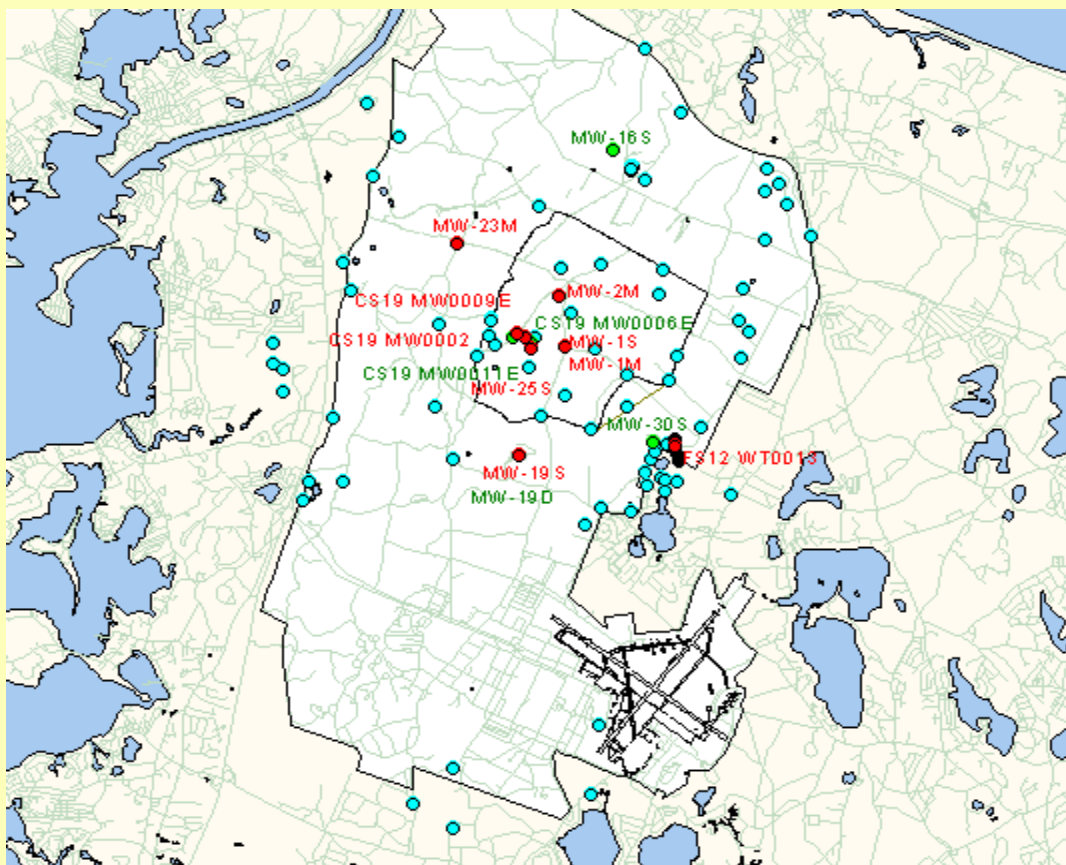 MW-16S
MW-23M
MW-2M
CS19 MW0009E
CS19 MW0006E
CS19 MW0002
MW-1S
MW-1M
CS19 MW0011E
MW-25S
MW-30S
FS12 WT0013
MW-19S
MW-19D